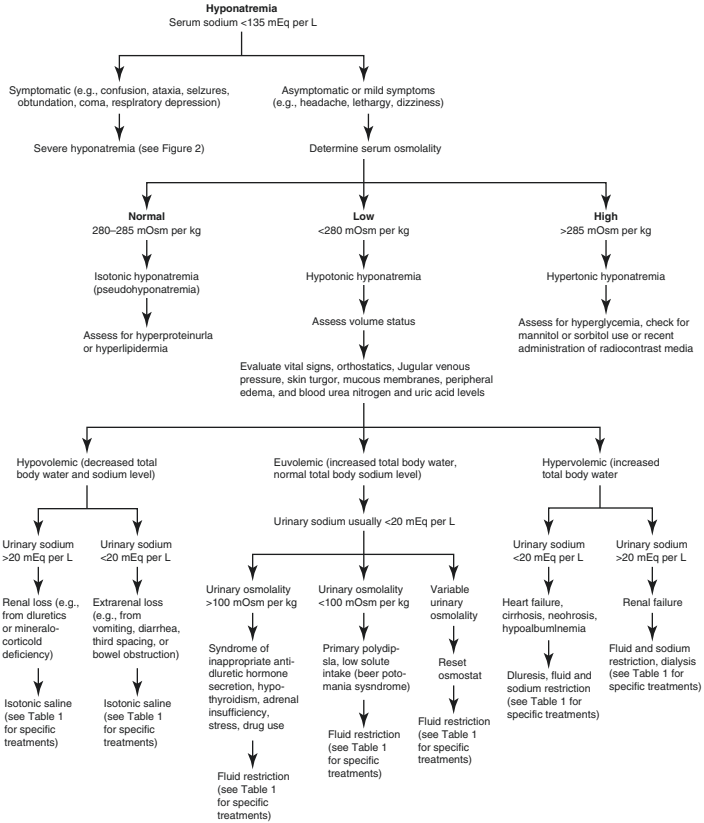 Hyponatremia
Serum sodium <135 mEq per L
Symptomatic (e.g., confusion, ataxia, selzures,
obtundation, coma, resplratory depression)
Asymptomatic or mild symptoms
(e.g., headache, lethargy, dizziness)
Severe hyponatremia (see Figure 2)
Determine serum osmolality
Normal
280–285 mOsm per kg
Low
<280 mOsm per kg
High
>285 mOsm per kg
Isotonic hyponatremia
(pseudohyponatremia)
Hypotonic hyponatremia
Hypertonic hyponatremia
Assess for hyperproteinurla
or hyperlipidermia
Assess volume status
Assess for hyperglycemia, check for
mannitol or sorbitol use or recent
administration of radiocontrast media
Evaluate vital signs, orthostatics, Jugular venous
pressure, skin turgor, mucous membranes, peripheral
edema, and blood urea nitrogen and uric acid levels
Hypovolemic (decreased total
body water and sodium level)
Euvolemic (increased total body water,
normal total body sodium level)
Hypervolemic (increased
total body water
Urinary sodium usually <20 mEq per L
Urinary sodium
>20 mEq per L
Urinary sodium
<20 mEq per L
Urinary sodium
<20 mEq per L
Urinary sodium
>20 mEq per L
Urinary osmolality
>100 mOsm per kg
Urinary osmolality
<100 mOsm per kg
Variable
urinary
osmolality
Renal loss (e.g.,
from dluretics
or mineralo-
corticold
deficiency)
Extrarenal loss
(e.g., from
vomiting, diarrhea,
third spacing, or
bowel obstruction)
Heart failure,
cirrhosis, neohrosis,
hypoalbumlnemia
Renal failure
Syndrome of
inappropriate anti-
diuretic hormone
secretion, hypo-
thyroidism, adrenal
insufficiency,
stress, drug use
Primary polydip-
sla, low solute
intake (beer poto-
mania sysndrome)
Reset
osmostat
Dluresis, fluid and
sodium restriction
(see Table 1 for
specific treatments)
Fluid and sodium
restriction, dialysis
(see Table 1 for
specific treatments)
Isotonic saline
(see Table 1
for specific
treatments)
Isotonic saline
(see Table 1
for specific
treatments)
Fluid restriction
(see Table 1
for specific
treatments)
Fluid restriction
(see Table 1
for specific
treatments)
Fluid restriction
(see Table 1
for specific
treatments)